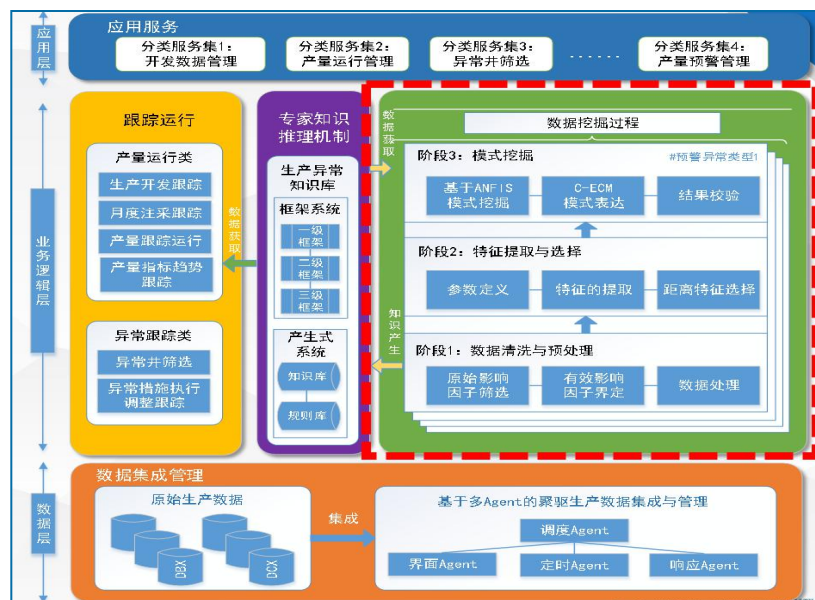 应用层
应用服务
分类服务集1:
开发数据管理
分类服务集2:
产量运行管理
分类服务集3:
异常井筛选
......
分类服务集4:
产量预警管理
业务逻辑层
跟踪运行
产量运行类
生产开发跟踪
月度注采跟踪
产量跟踪运行
产量指标趋势
跟踪
异常跟踪类
异常井筛选
异常措施执行
调整跟踪
数据获取
专家知识
推理机制
生产异常
知识库
框架系统
一级
框架
二级
框架
三级
框架
产生式
系统
知识库
规则库
数据获取
知识产生
数据挖掘过程
阶段3: 模式挖掘
#预警异常类型1
基于ANFIS
模式挖掘
C-ECM
模式表达
结果校验
阶段2: 特征提取与选择
参数定义
特征的提取
距离特征选择
阶段1: 数据清洗与预处理
原始影响
因子筛选
有效影响
因子界定
数据处理
数据层
数据集成管理
原始生产数据
DBX
DCX
集成
基于多Agent的聚驱生产数据集成与管理
调度Agent
界面Agent
定时Agent
响应Agent